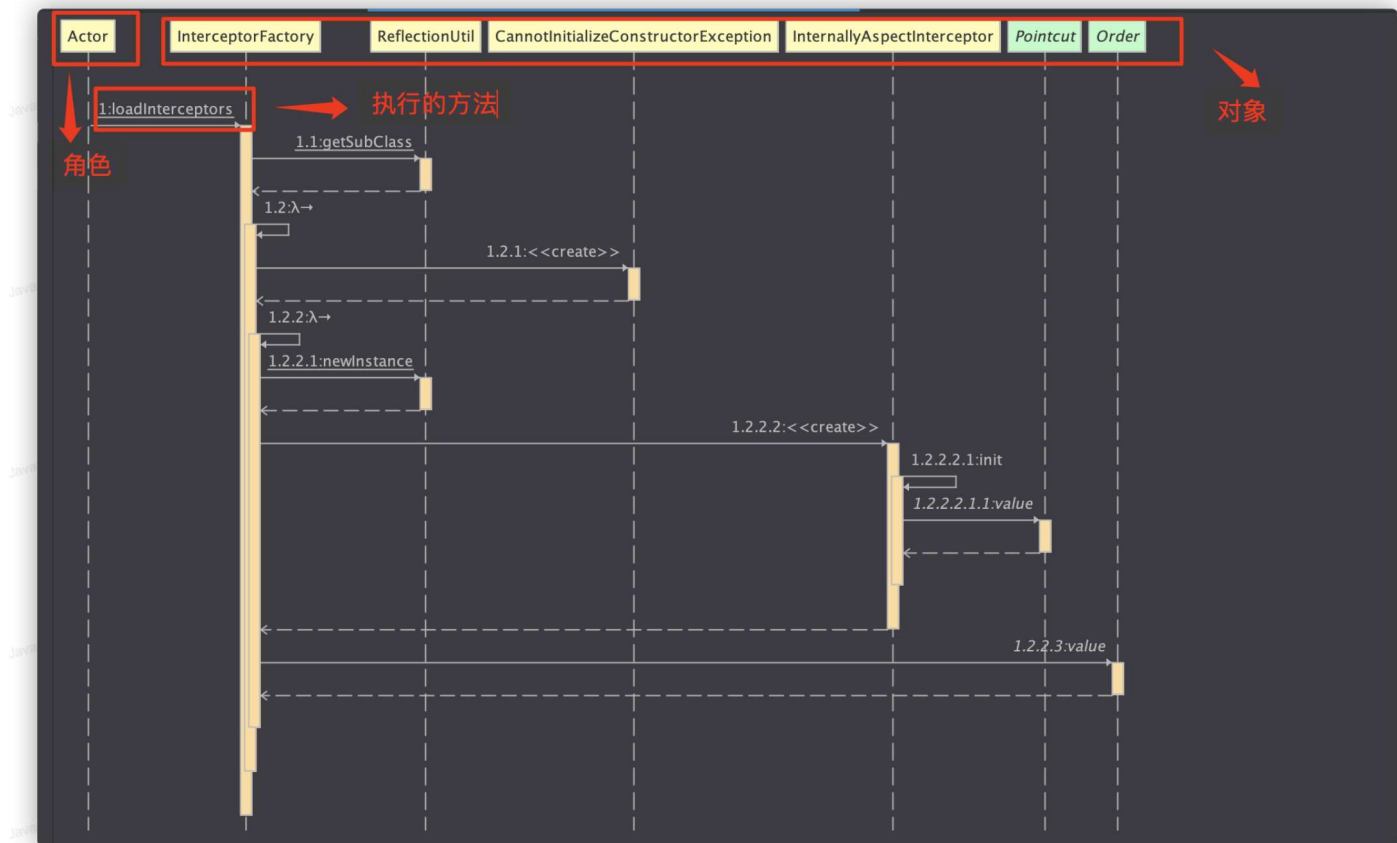 Actor
InterceptorFactory
ReflectionUtil
CannotInitializeConstructorException
InternallyAspectInterceptor
Pointcut
Order
1:loadInterceptors
执行的方法
对象
角色
1.1:getSubClass
1.2:λ→
1.2.1:<<create>>
1.2.2:λ→
1.2.2.1:newInstance
1.2.2.2:<<create>>
1.2.2.2.1:init
1.2.2.2.1.1:value
1.2.2.3:value